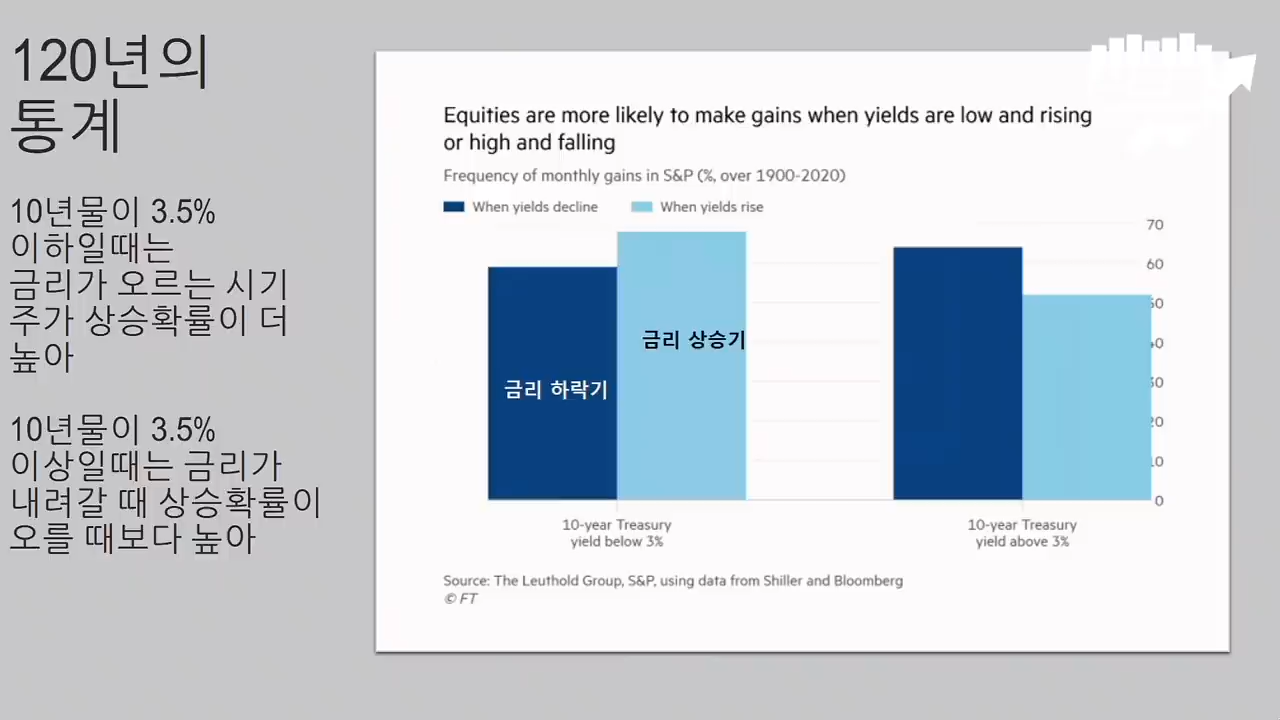 120년의
통계
10년물이 3.5%
이하일때는
금리가 오르는 시기
주가 상승확률이 더
높아
10년물이 3.5%
이상일때는 금리가
내려갈 때 상승확률이
오를 때보다 높아
Equities are more likely to make gains when yields are low and rising
or high and falling
Frequency of monthly gains in S&P (%, over 1900-2020)
When yields decline
When yields rise
70
60
50
40
30
20
10
0
금리 상승기
금리 하락기
10-year Treasury
yield below 3%
10-year Treasury
yield above 3%
Source: The Leuthold Group, S&P, using data from Shiller and Bloomberg
© FT